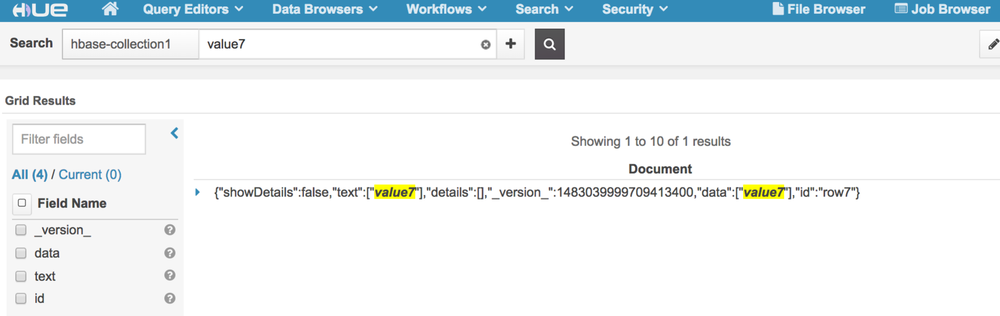 HUE Query Editors Data Browsers Workflows Search Security File Browser Job Browser
Search hbase-collection1 value7
Grid Results
Filter fields
Showing 1 to 10 of 1 results
All (4) / Current (0)
Document
{"showDetails":false,"text":["value7"],"details":[],"_version_":1483039999709413400,"data":["value7"],"id":"row7"}
Field Name
_version_
data
text
id